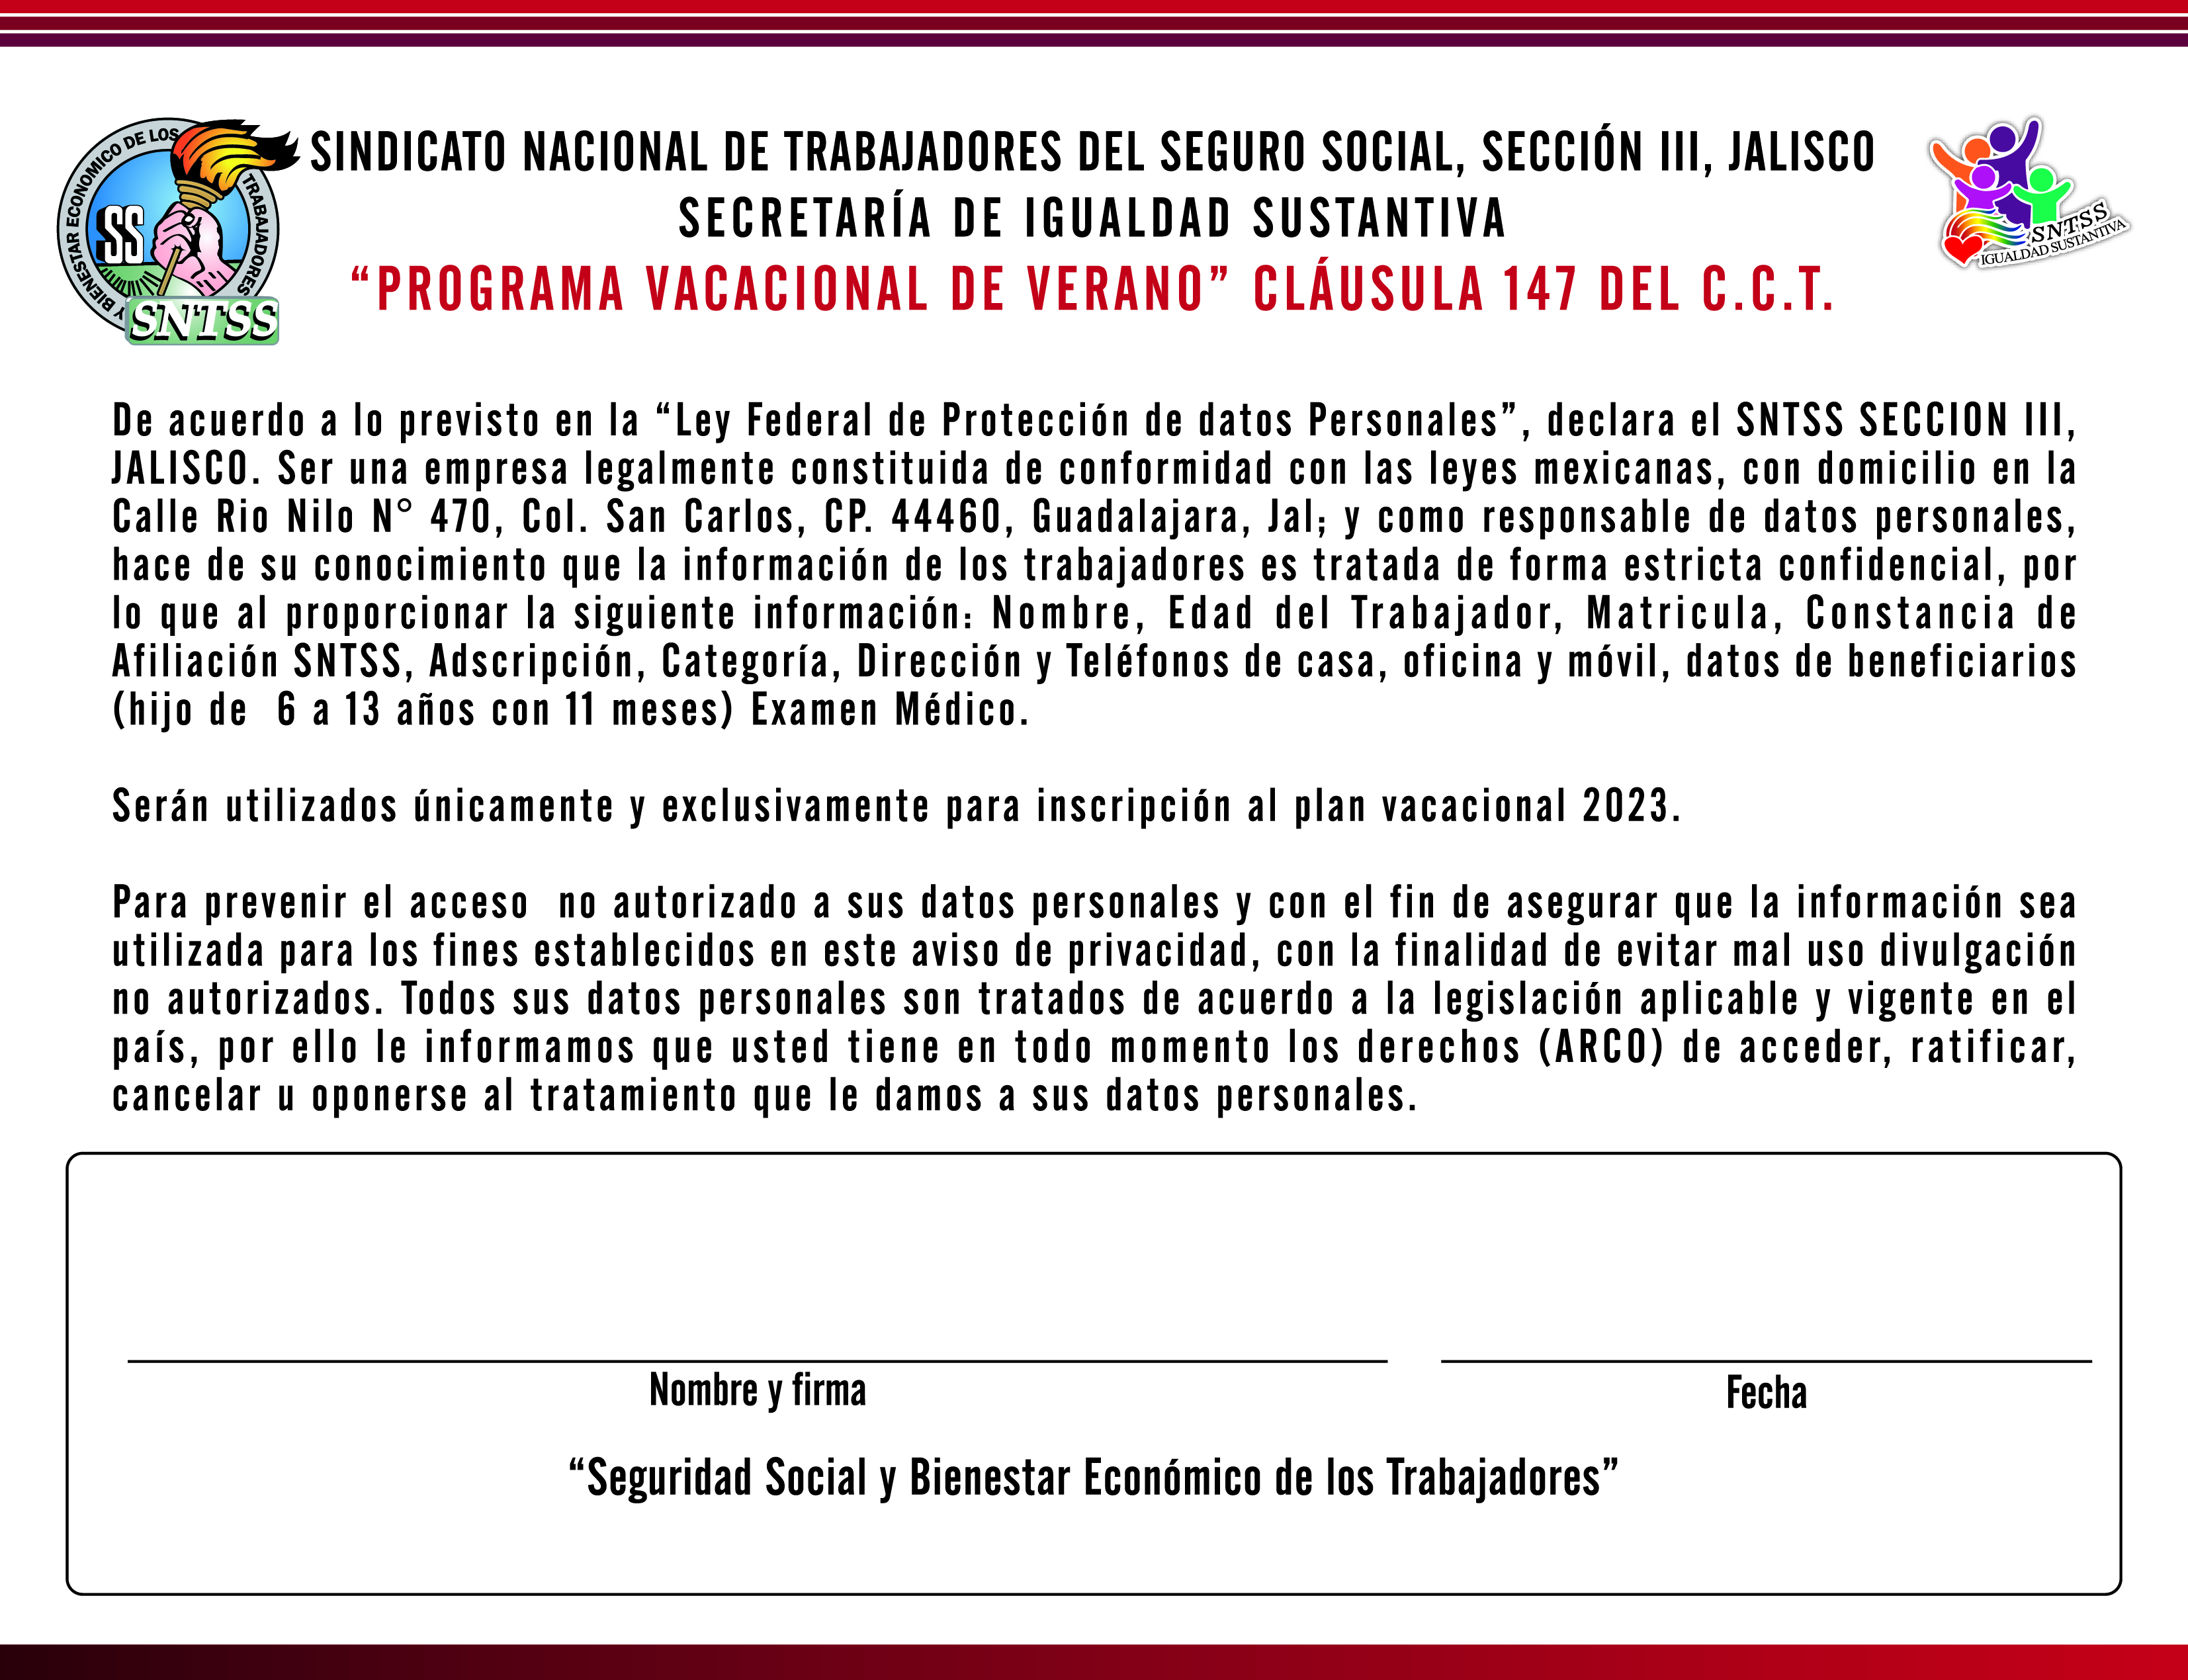 Y BIENESTAR ECONOMICO DE LOS TRABAJADORES
SS
SNTSS
SINDICATO NACIONAL DE TRABAJADORES DEL SEGURO SOCIAL, SECCIÓN III, JALISCO
SECRETARÍA DE IGUALDAD SUSTANTIVA
“PROGRAMA VACACIONAL DE VERANO” CLÁUSULA 147 DEL C.C.T.
SNTSS
IGUALDAD SUSTANTIVA
De acuerdo a lo previsto en la “Ley Federal de Protección de datos Personales”, declara el SNTSS SECCION III,
JALISCO. Ser una empresa legalmente constituida de conformidad con las leyes mexicanas, con domicilio en la
Calle Rio Nilo N° 470, Col. San Carlos, CP. 44460, Guadalajara, Jal; y como responsable de datos personales,
hace de su conocimiento que la información de los trabajadores es tratada de forma estricta confidencial, por
lo que al proporcionar la siguiente información: Nombre, Edad del Trabajador, Matricula, Constancia de
Afiliación SNTSS, Adscripción, Categoría, Dirección y Teléfonos de casa, oficina y móvil, datos de beneficiarios
(hijo de  6 a 13 años con 11 meses) Examen Médico.
Serán utilizados únicamente y exclusivamente para inscripción al plan vacacional 2023.
Para prevenir el acceso  no autorizado a sus datos personales y con el fin de asegurar que la información sea
utilizada para los fines establecidos en este aviso de privacidad, con la finalidad de evitar mal uso divulgación
no autorizados. Todos sus datos personales son tratados de acuerdo a la legislación aplicable y vigente en el
país, por ello le informamos que usted tiene en todo momento los derechos (ARCO) de acceder, ratificar,
cancelar u oponerse al tratamiento que le damos a sus datos personales.
Nombre y firma
Fecha
“Seguridad Social y Bienestar Económico de los Trabajadores”